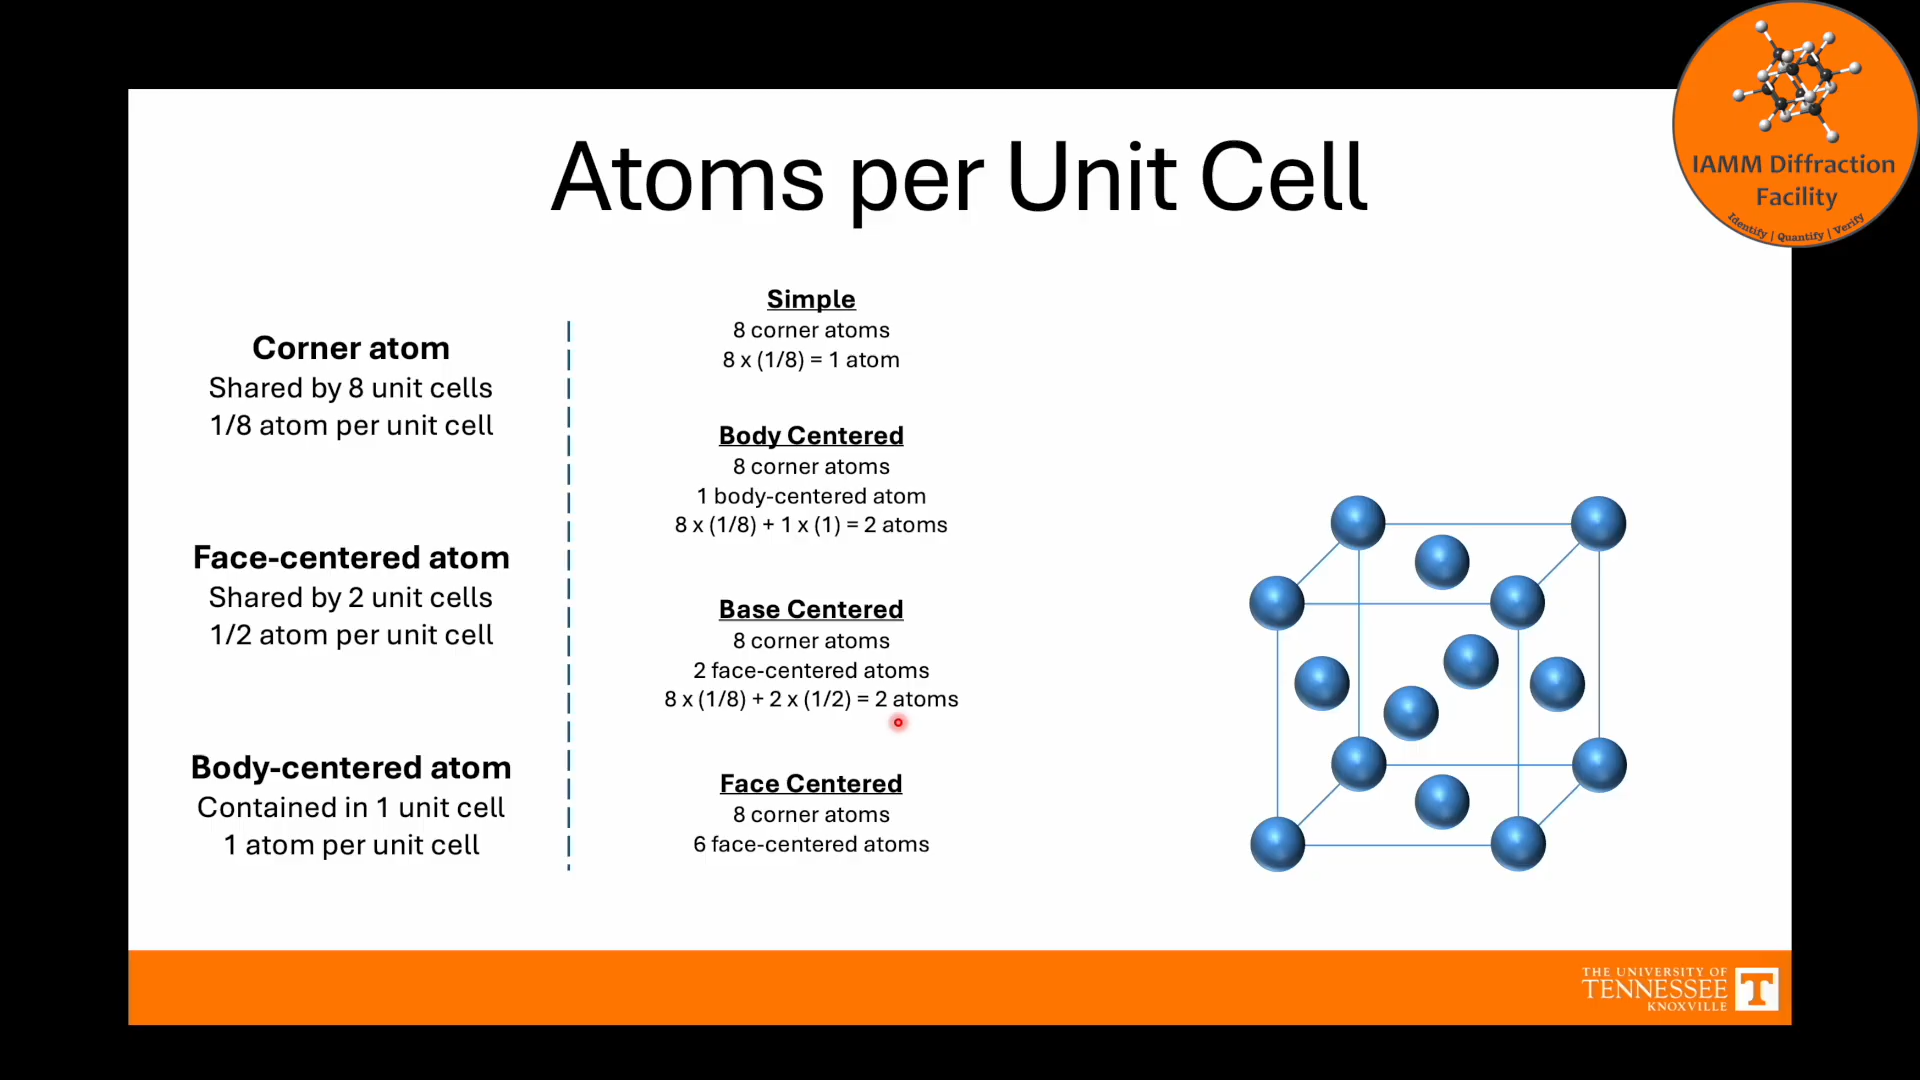 Atoms per Unit Cell
IAMM Diffraction
Facility
Identify | Quantify | Verify
Corner atom
Shared by 8 unit cells
1/8 atom per unit cell
Face-centered atom
Shared by 2 unit cells
1/2 atom per unit cell
Body-centered atom
Contained in 1 unit cell
1 atom per unit cell
Simple
8 corner atoms
8 x (1/8) = 1 atom
Body Centered
8 corner atoms
1 body-centered atom
8 x (1/8) + 1 x (1) = 2 atoms
Base Centered
8 corner atoms
2 face-centered atoms
8 x (1/8) + 2 x (1/2) = 2 atoms
Face Centered
8 corner atoms
6 face-centered atoms
THE UNIVERSITY OF
TENNESSEE
KNOXVILLE
T